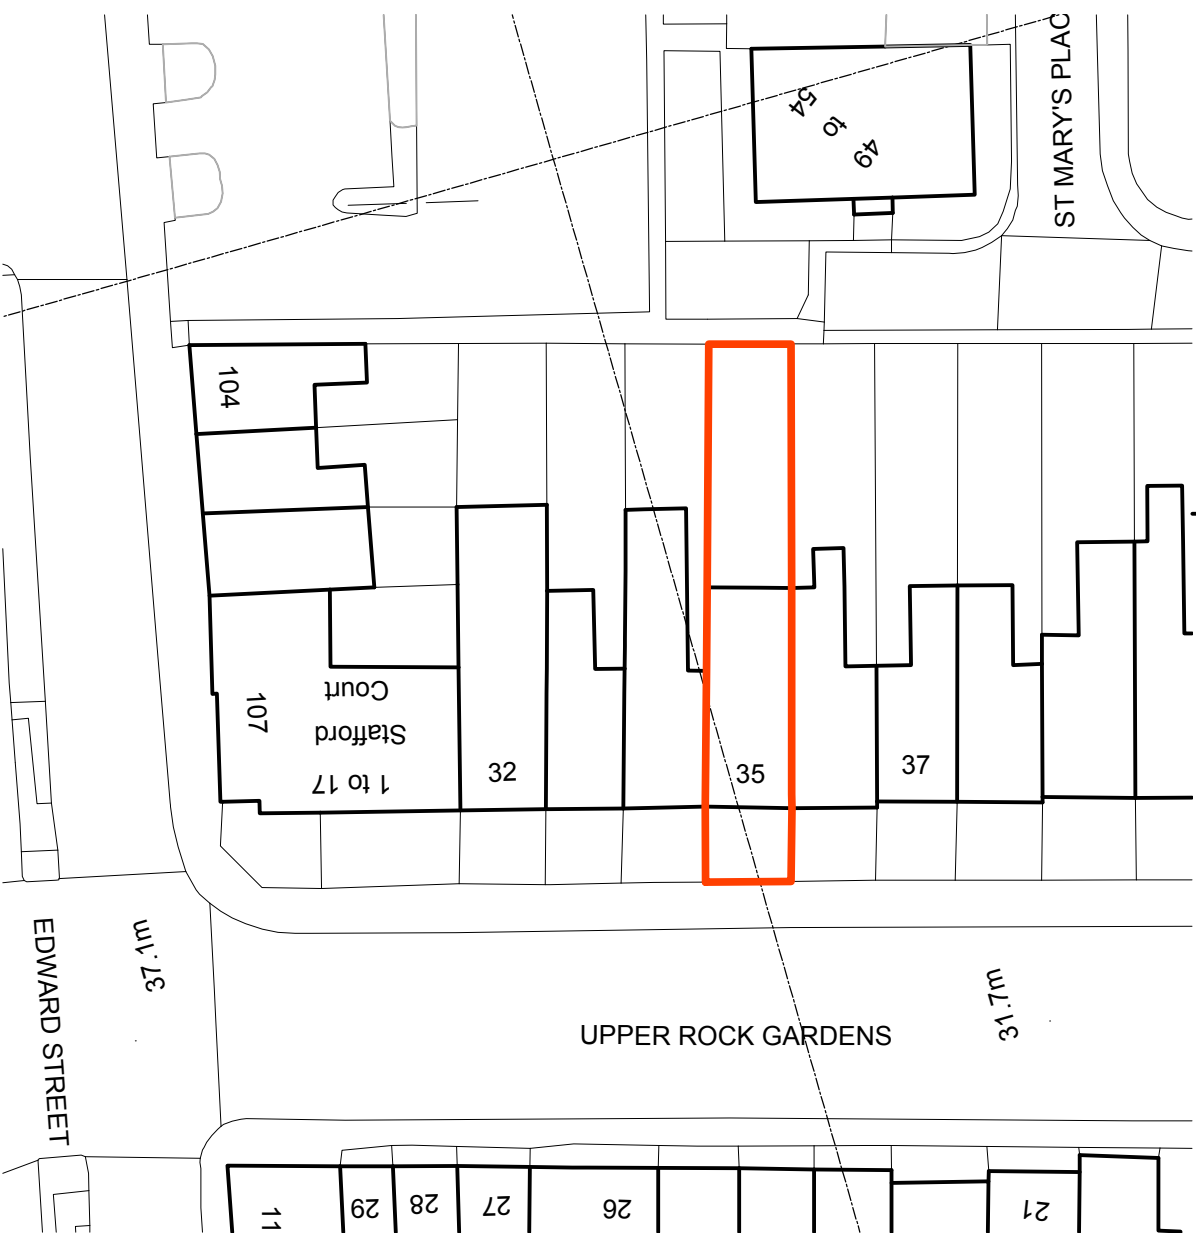 ST MARY'S PLAC
54
to
49
104
107
Court
Stafford
1 to 17
32
35
37
37.1m
EDWARD STREET
31.7m
UPPER ROCK GARDENS
11
29
28
27
26
21